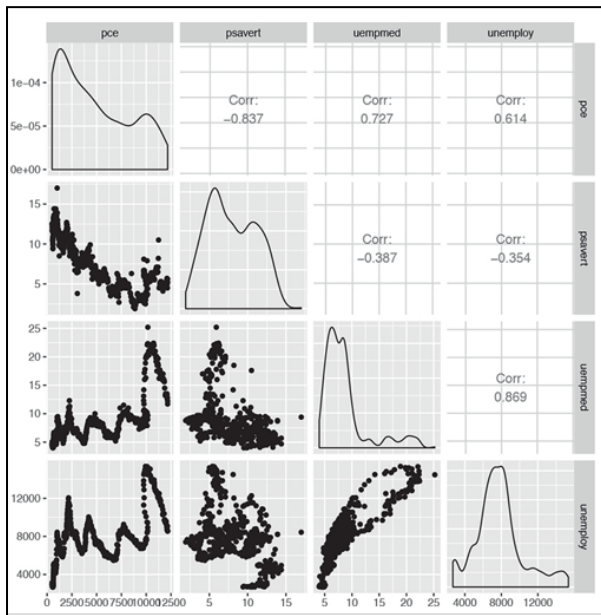 pce psavert uempmed unemploy
1e−04
5e−05
0e+00
Corr:
−0.837
Corr:
0.727
Corr:
0.614
pce
15
10
5
Corr:
−0.387
Corr:
−0.354
psavert
25
20
15
10
5
Corr:
0.869
uempmed
12000
8000
4000
unemploy
0 2500 5000 7500 10000 12500 5 10 15 5 10 15 20 25 4000 8000 12000